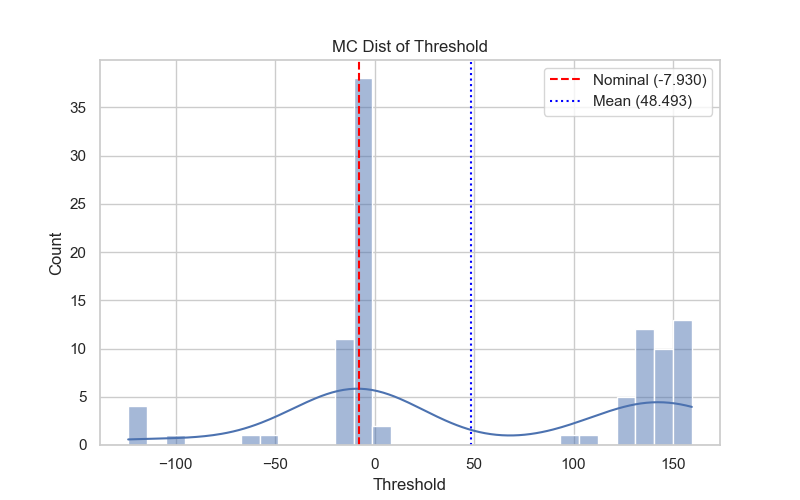 MC Dist of Threshold
Nominal (-7.930)
Mean (48.493)
Count
35
30
25
20
15
10
5
0
−100
−50
0
50
100
150
Threshold